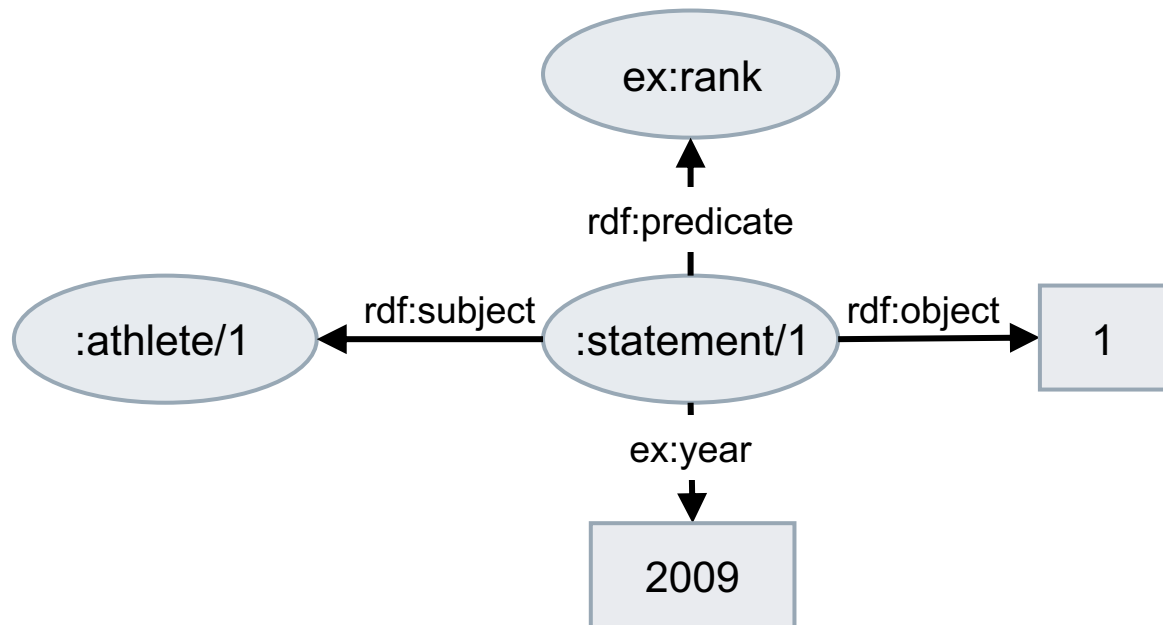 ex:rank
rdf:predicate
:athlete/1
rdf:subject
:statement/1
rdf:object
1
ex:year
2009